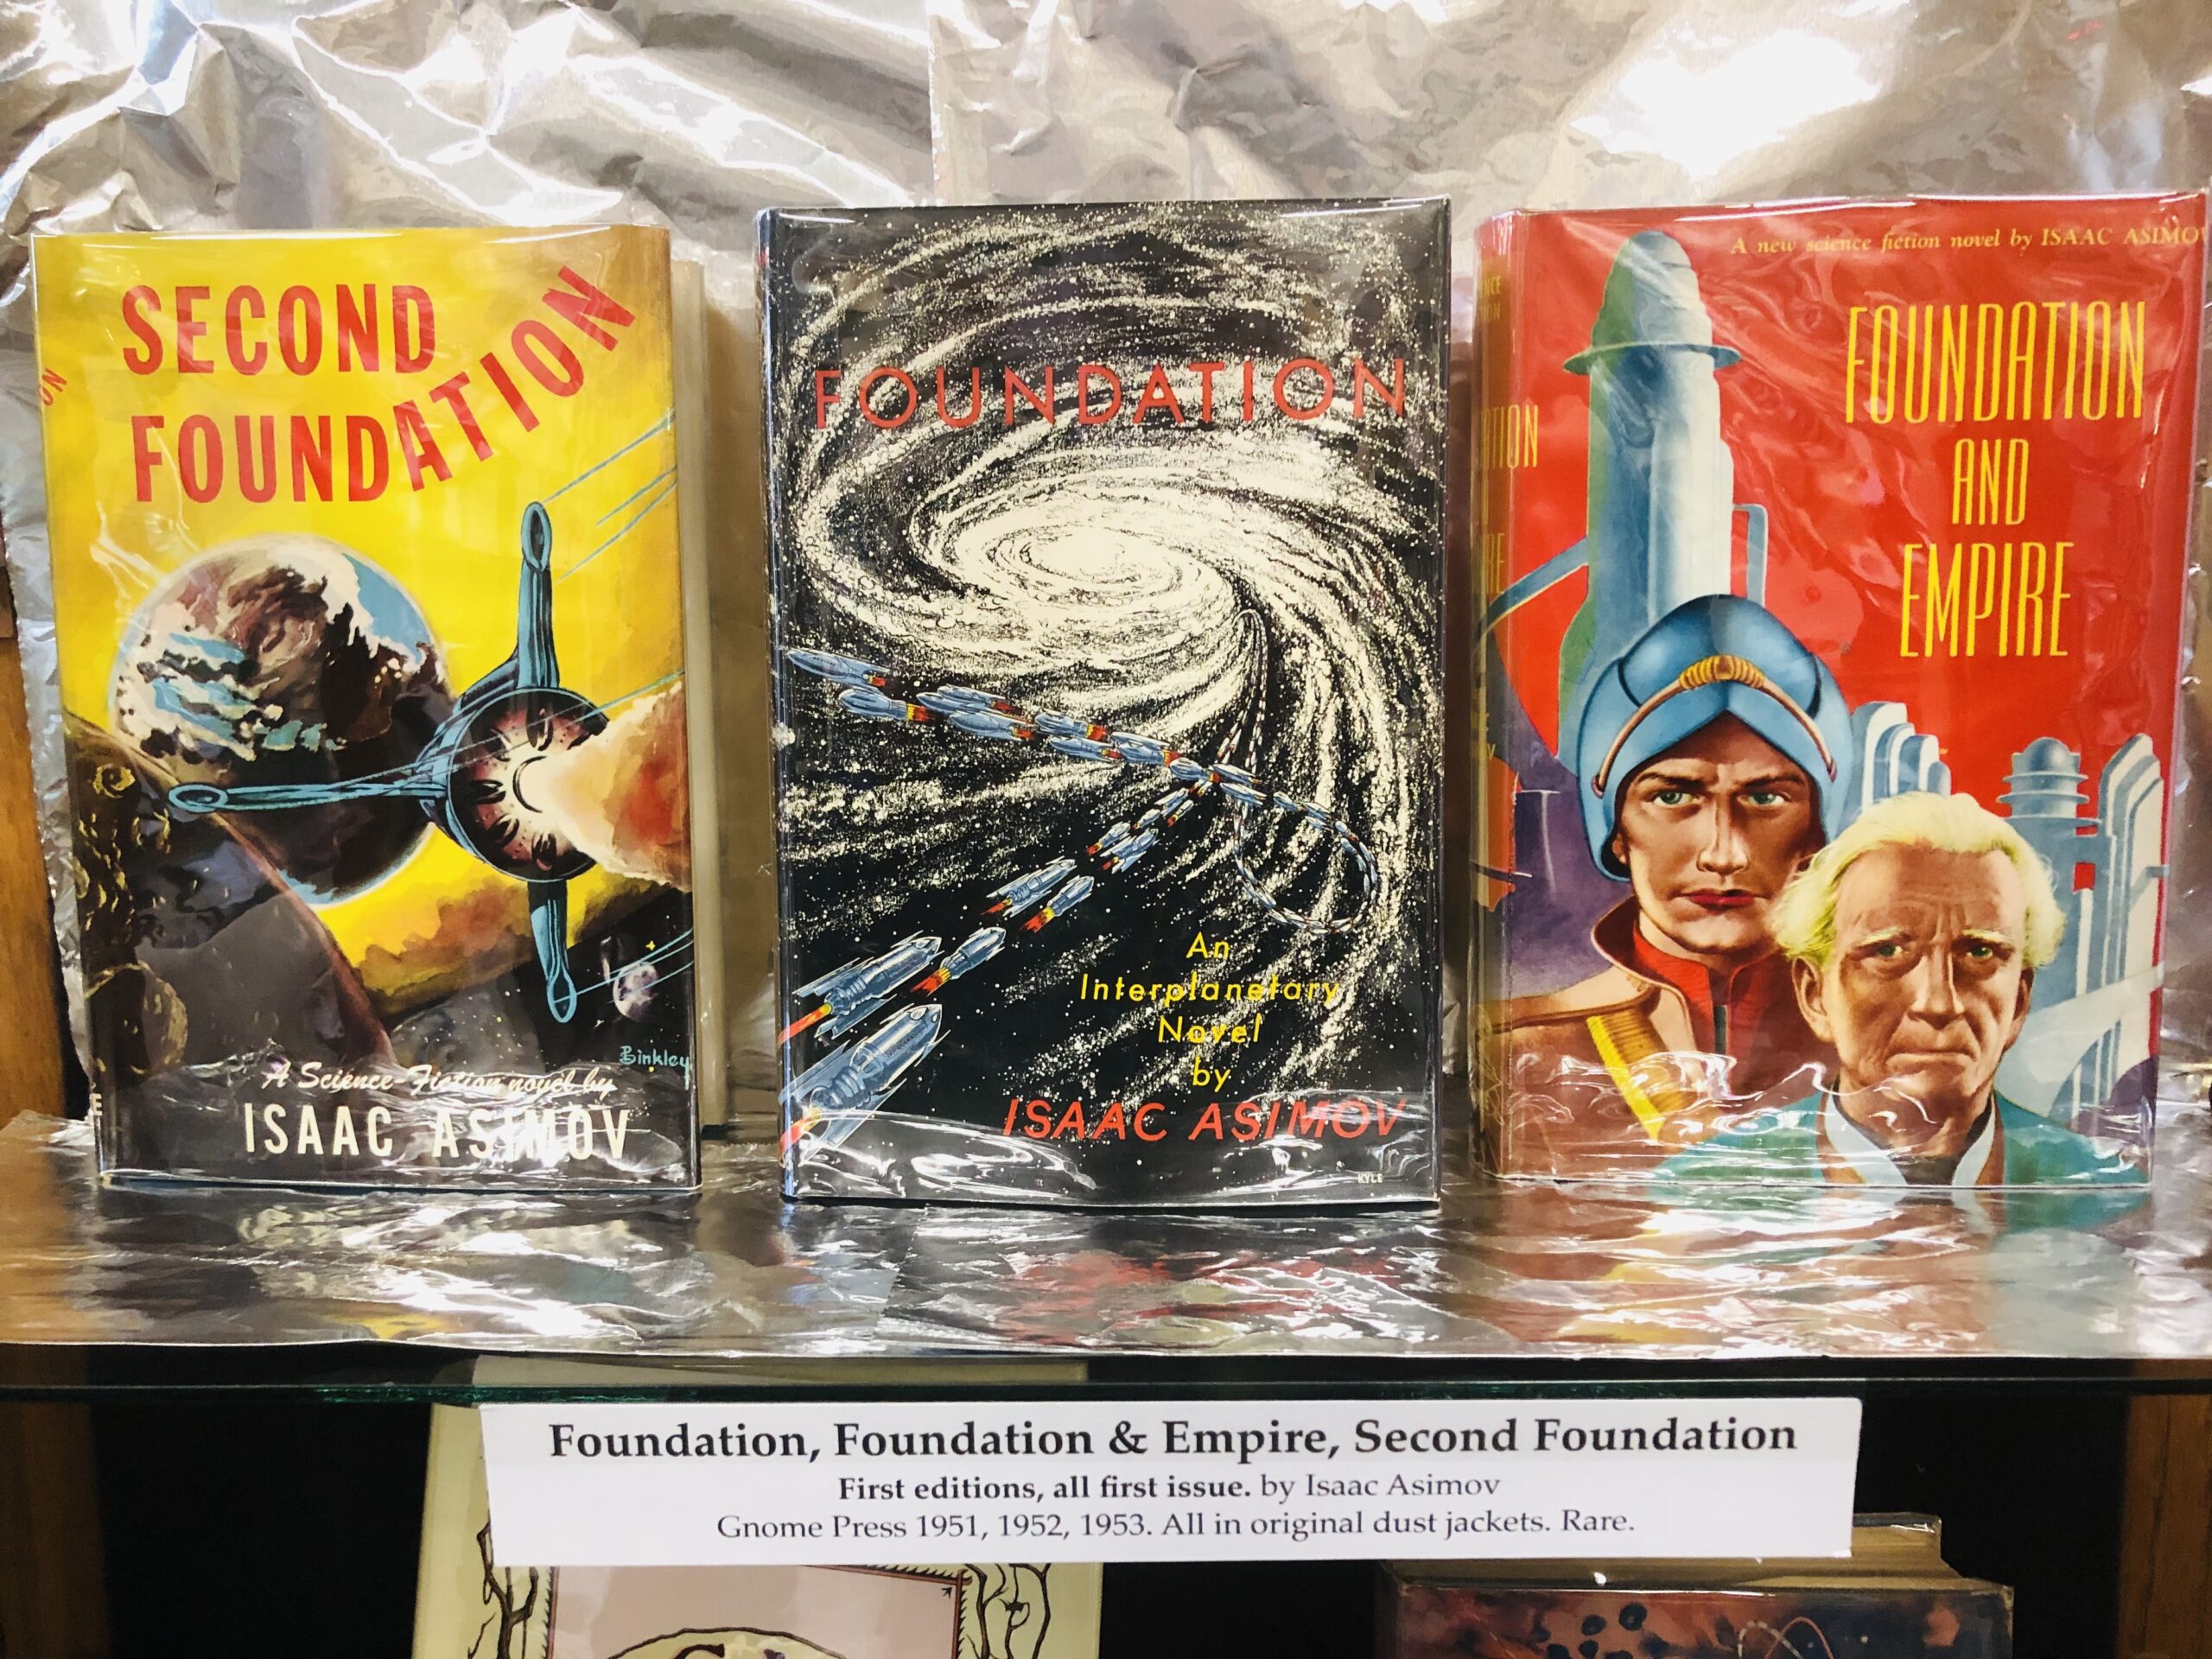 SECOND
FOUNDATION
Binkley
A Science-Fiction novel by
ISAAC ASIMOV
FOUNDATION
An
Interplanetary
Novel
by
ISAAC ASIMOV
KYLE
A new science fiction novel by ISAAC ASIMO
FOUNDATION
AND
EMPIRE
Foundation, Foundation & Empire, Second Foundation
First editions, all first issue. by Isaac Asimov
Gnome Press 1951, 1952, 1953. All in original dust jackets. Rare.